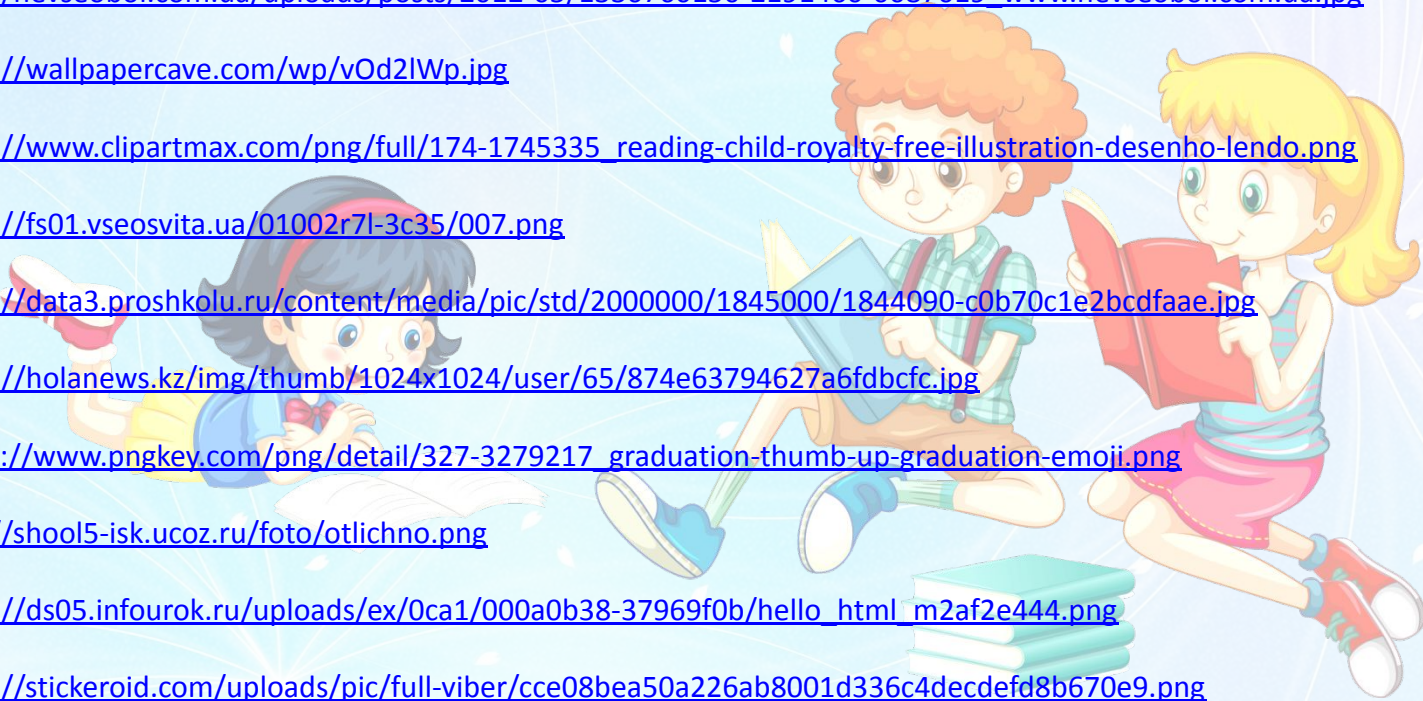 //wallpapercave.com/wp/vOd2lWp.jpg
//www.clipartmax.com/png/full/174-1745335_reading-child-royalty-free-illustration-desenho-lendo.png
//fs01.vseosvita.ua/01002r7l-3c35/007.png
//data3.proshkolu.ru/content/media/pic/std/2000000/1845000/1844090-c0b70c1e2bcdfaae.jpg
//holanews.kz/img/thumb/1024x1024/user/65/874e63794627a6fdbcfc.jpg
://www.pngkey.com/png/detail/327-3279217_graduation-thumb-up-graduation-emoji.png
/shool5-isk.ucoz.ru/foto/otlichno.png
//ds05.infourok.ru/uploads/ex/0ca1/000a0b38-37969f0b/hello_html_m2af2e444.png
//stickeroid.com/uploads/pic/full-viber/cce08bea50a226ab8001d336c4decdefd8b670e9.png